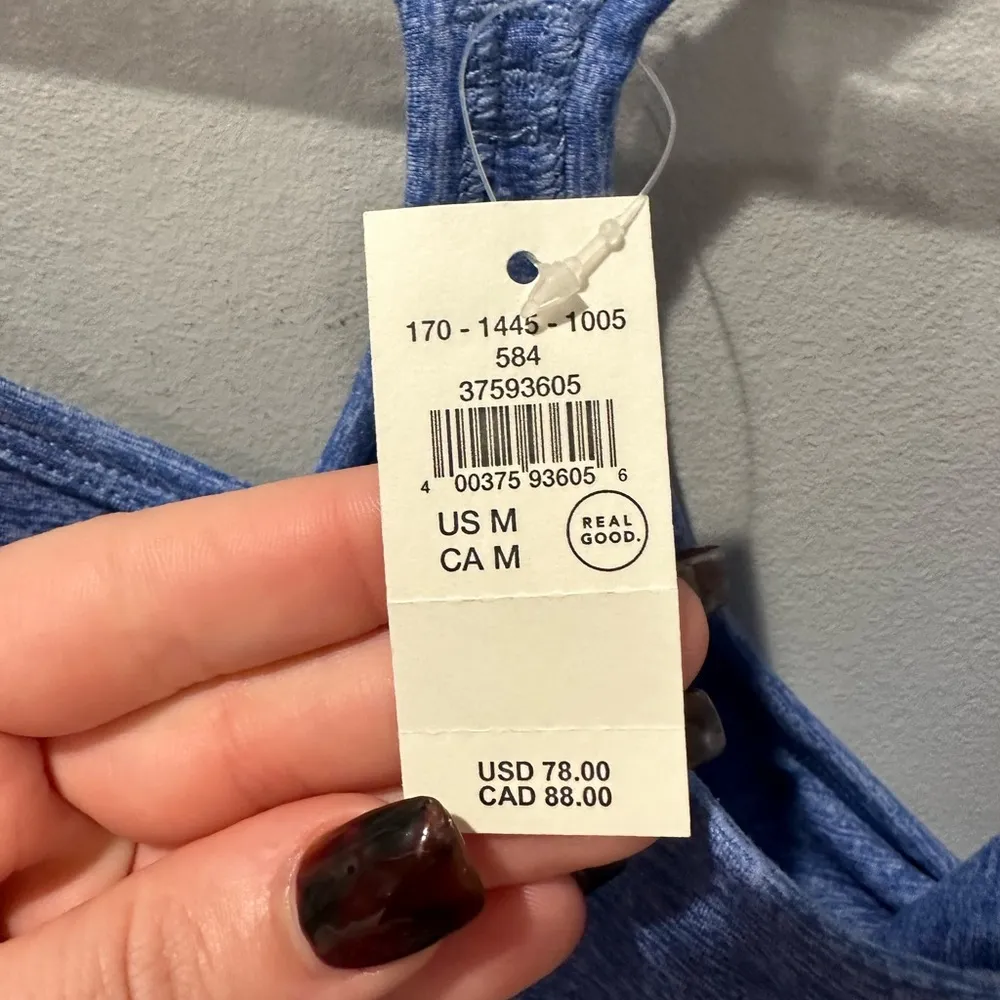 170 - 1445 - 1005
584
37593605
4 00375 93605 6
US M
CA M
REAL
GOOD.
USD 78.00
CAD 88.00